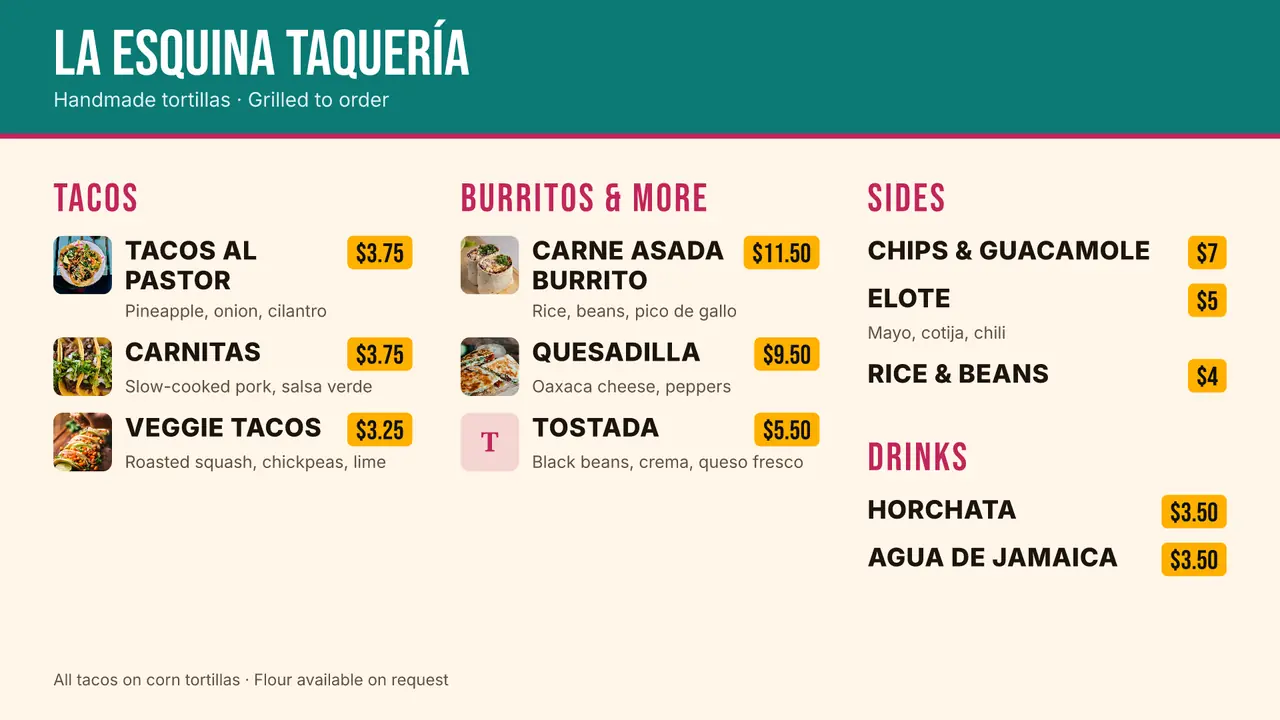 LA ESQUINA TAQUERÍA
Handmade tortillas · Grilled to order
TACOS
TACOS AL PASTOR $3.75
Pineapple, onion, cilantro
CARNITAS $3.75
Slow-cooked pork, salsa verde
VEGGIE TACOS $3.25
Roasted squash, chickpeas, lime
BURRITOS & MORE
CARNE ASADA BURRITO $11.50
Rice, beans, pico de gallo
QUESADILLA $9.50
Oaxaca cheese, peppers
T
TOSTADA $5.50
Black beans, crema, queso fresco
SIDES
CHIPS & GUACAMOLE $7
ELOTE $5
Mayo, cotija, chili
RICE & BEANS $4
DRINKS
HORCHATA $3.50
AGUA DE JAMAICA $3.50
All tacos on corn tortillas · Flour available on request